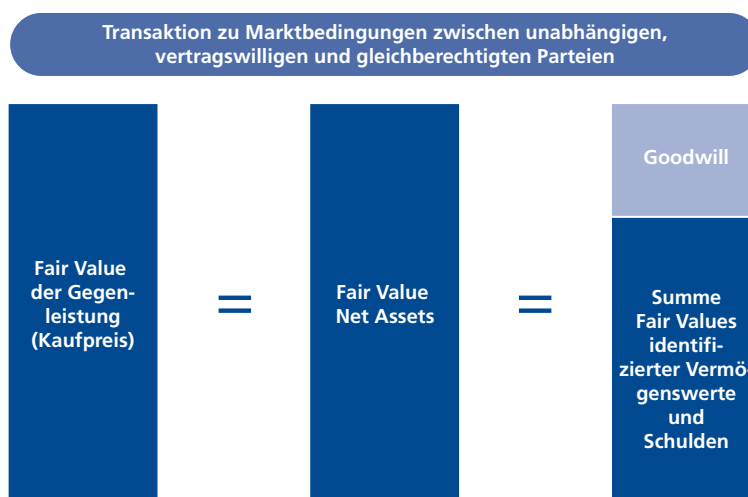 Transaktion zu Marktbedingungen zwischen unabhängigen,
vertragswilligen und gleichberechtigten Parteien
Fair Value
der Gegen-
leistung
(Kaufpreis)
=
Fair Value
Net Assets
=
Goodwill
Summe
Fair Values
identifi-
zierter Vermö-
genswerte
und
Schulden